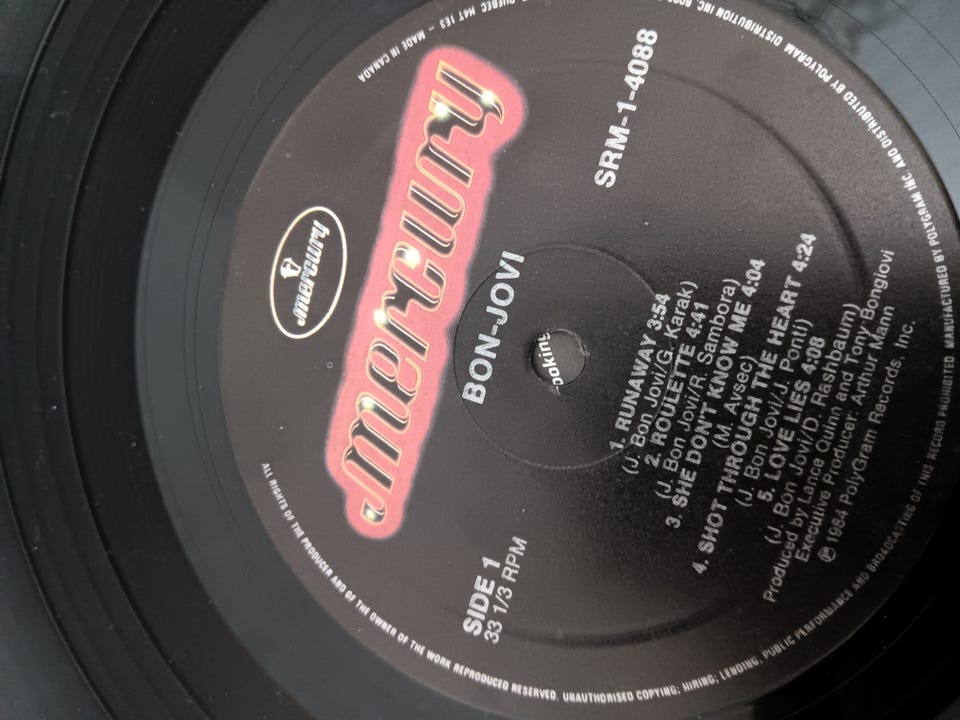 mercury
mercury
BON-JOVI
SIDE 1
33 1/3 RPM
SRM-1-4088
1. RUNAWAY 3:54
(J. Bon Jovi/G. Karak)
2. ROULETTE 4:41
(J. Bon Jovi/R Sambora)
3. SHE DON'T KNOW ME 4:04
(M. Avsec)
4. SHOT THROUGH THE HEART 4:24
(J. Bon Jovi/J. Ponti)
5. LOVE LIES 4:08
(J. Bon Jovi/D. Rashbaum)
Produced by Lance Quinn and Tony Bongiovi
Executive Producer: Arthur Mann
℗ 1984 PolyGram Records, Inc.
ALL RIGHTS OF THE PRODUCER AND OF THE OWNER OF THE WORK REPRODUCED RESERVED. UNAUTHORISED COPYING; HIRING; LENDING, PUBLIC PERFORMANCE AND BROADCASTING OF THIS RECORD PROHIBITED MANUFACTURED BY POLYGRAM INC. AND DISTRIBUTED BY POLYGRAM DISTRIBUTION INC.
QUEBEC H4T 1E3 – MADE IN CANADA